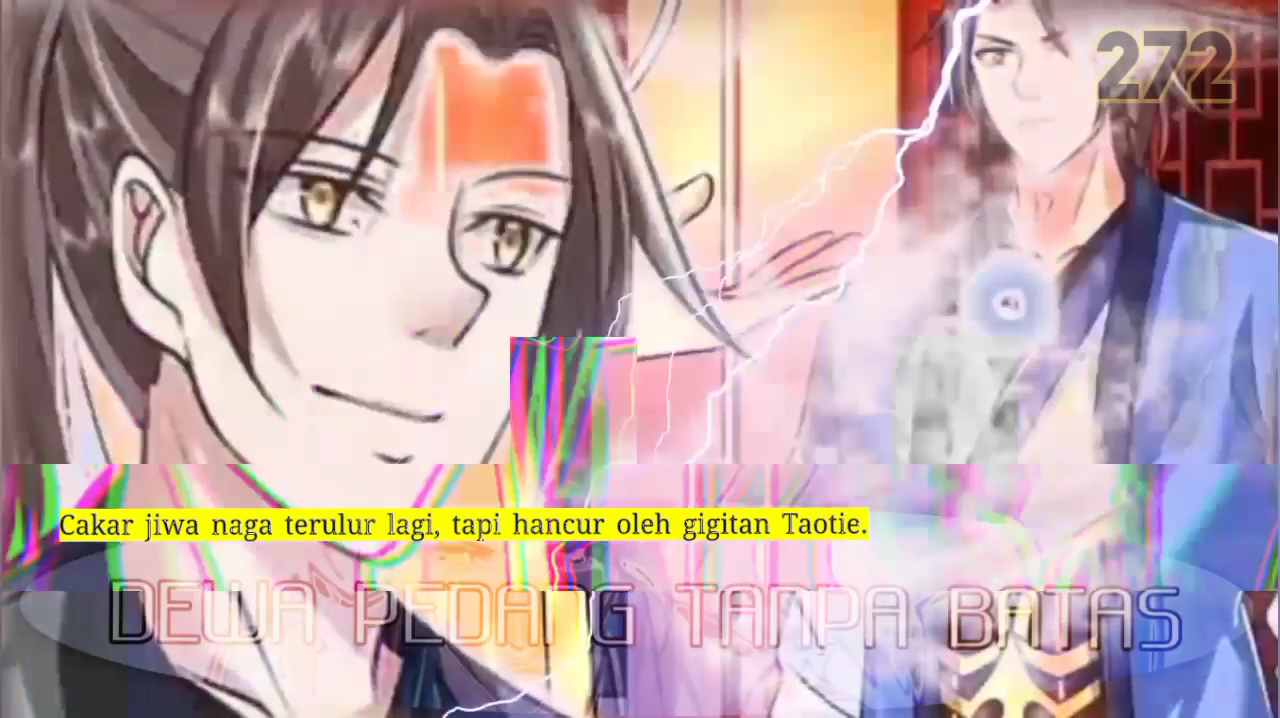 272
Cakar jiwa naga terulur lagi, tapi hancur oleh gigitan Taotie.
DEWA PEDANG TANPA BATAS